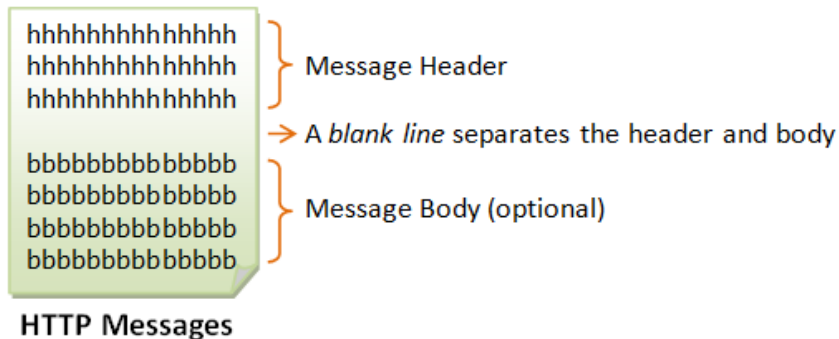 hhhhhhhhhhhhhh
hhhhhhhhhhhhhh
hhhhhhhhhhhhhh
Message Header
A blank line separates the header and body
bbbbbbbbbbbbbb
bbbbbbbbbbbbbb
bbbbbbbbbbbbbb
bbbbbbbbbbbbbb
Message Body (optional)
HTTP Messages